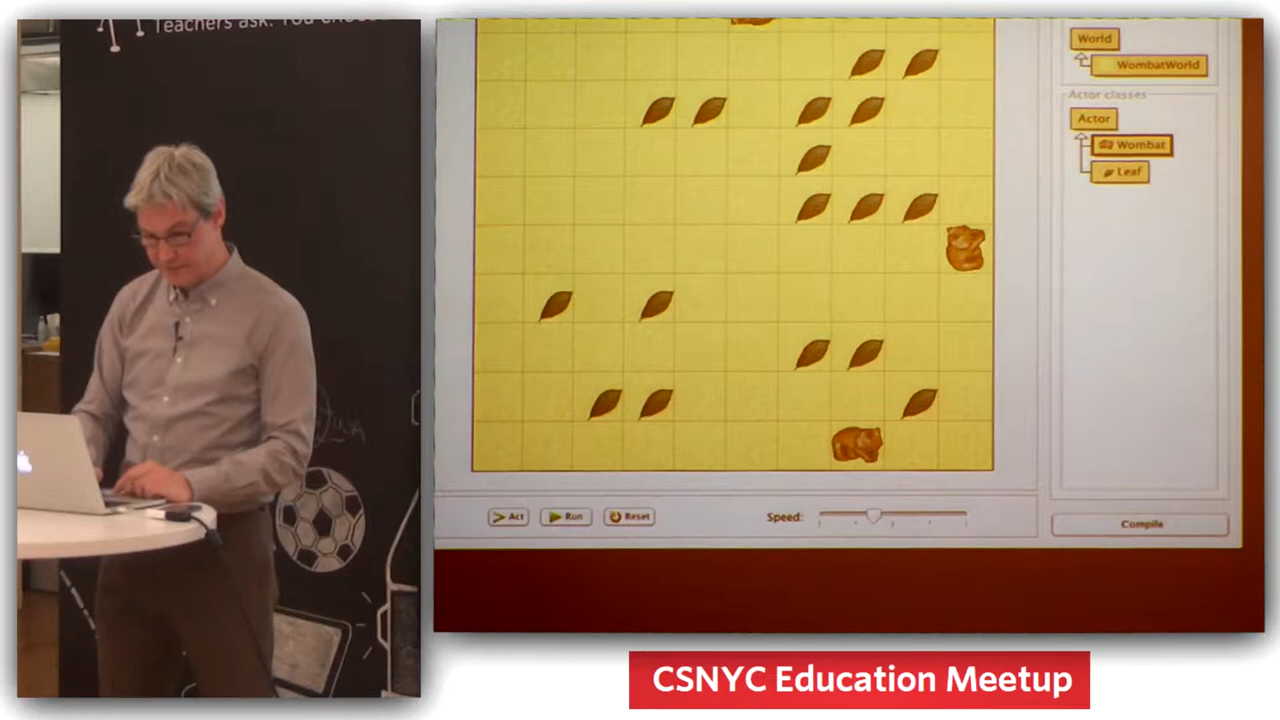 Teachers ask. You choose
World
WombatWorld
Actor classes
Actor
Wombat
Leaf
Act
Run
Reset
Speed:
Compile
CSNYC Education Meetup